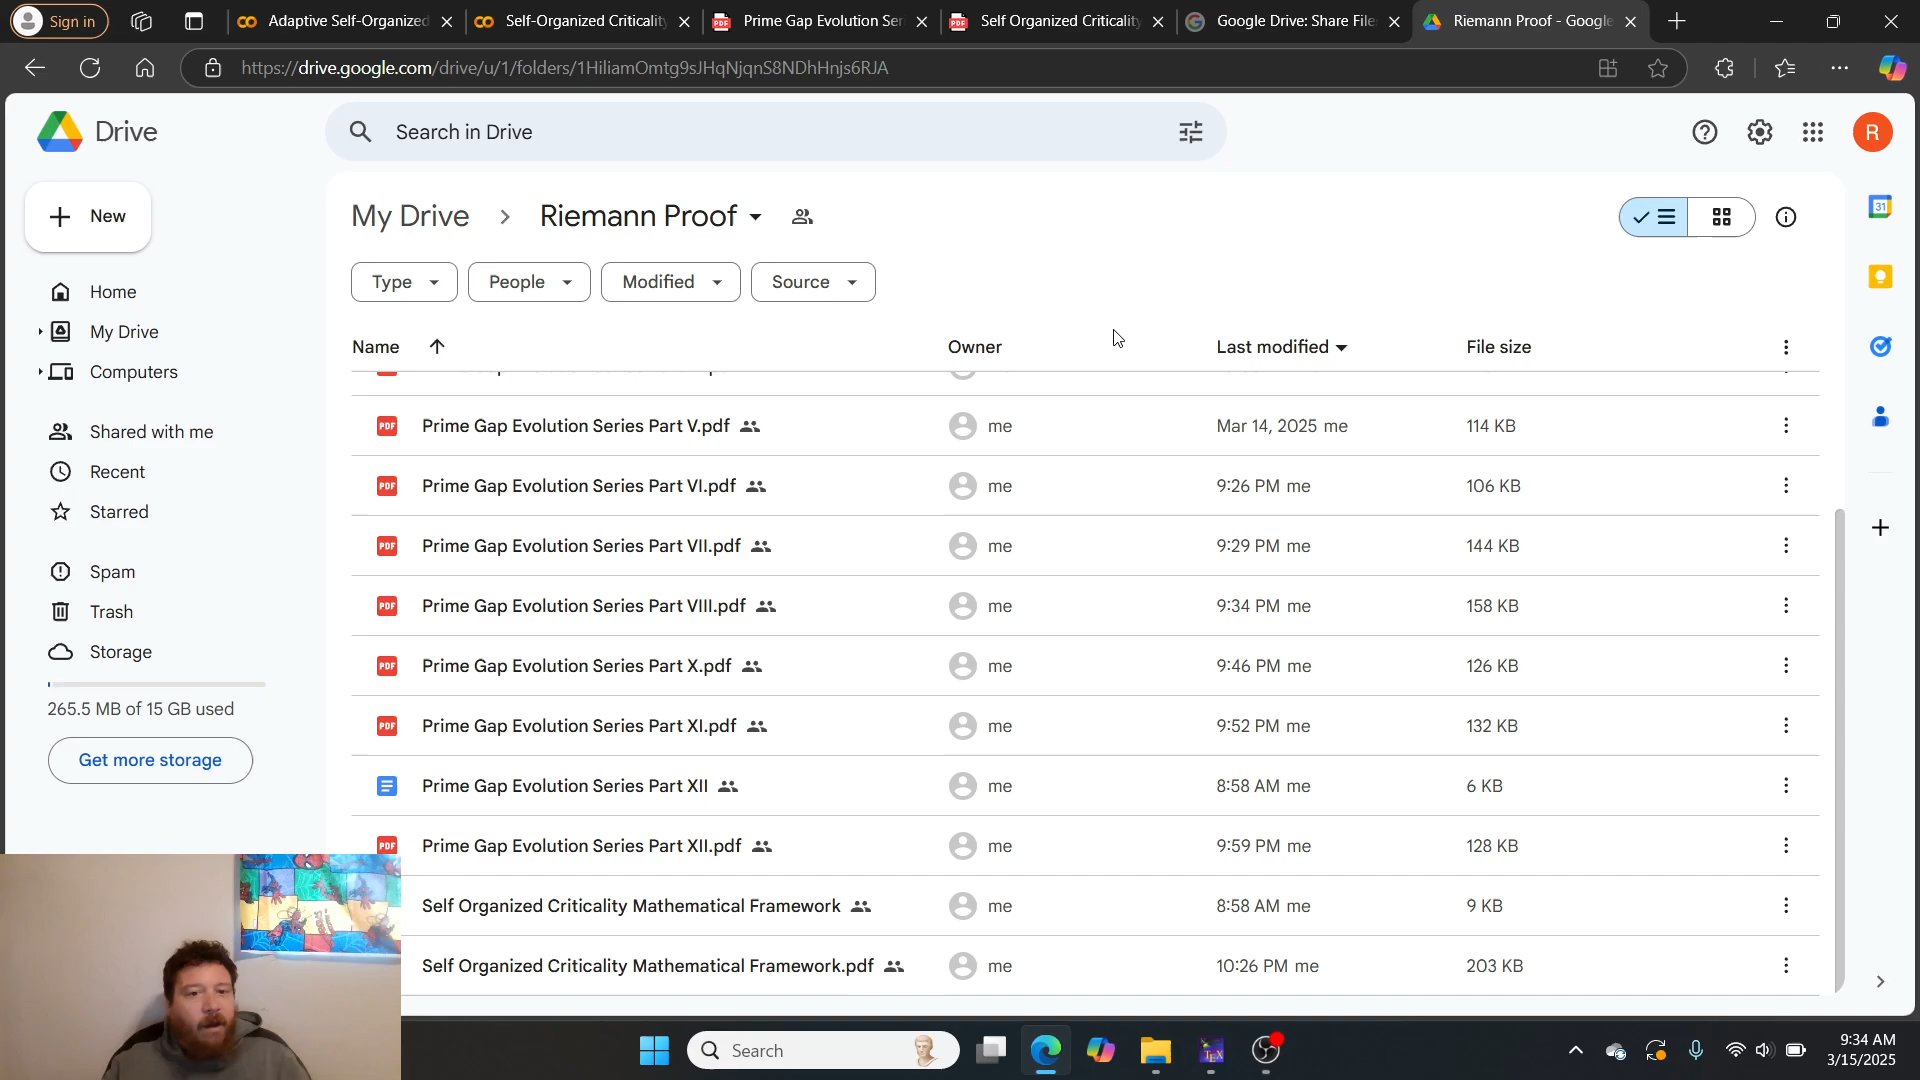 Sign in
Adaptive Self-Organized
Self-Organized Criticality
Prime Gap Evolution Ser
Self Organized Criticality
Google Drive: Share File
Riemann Proof - Google
https://drive.google.com/drive/u/1/folders/1HiliamOmtg9sJHqNjqnS8NDhHnjs6RJA
Drive
Search in Drive
R
New
My Drive > Riemann Proof
31
Home
My Drive
Computers
Shared with me
Recent
Starred
Spam
Trash
Storage
265.5 MB of 15 GB used
Get more storage
Type
People
Modified
Source
Name
Owner
Last modified
File size
PDF Prime Gap Evolution Series Part V.pdf me Mar 14, 2025 me 114 KB
PDF Prime Gap Evolution Series Part VI.pdf me 9:26 PM me 106 KB
PDF Prime Gap Evolution Series Part VII.pdf me 9:29 PM me 144 KB
PDF Prime Gap Evolution Series Part VIII.pdf me 9:34 PM me 158 KB
PDF Prime Gap Evolution Series Part X.pdf me 9:46 PM me 126 KB
PDF Prime Gap Evolution Series Part XI.pdf me 9:52 PM me 132 KB
Prime Gap Evolution Series Part XII me 8:58 AM me 6 KB
PDF Prime Gap Evolution Series Part XII.pdf me 9:59 PM me 128 KB
Self Organized Criticality Mathematical Framework me 8:58 AM me 9 KB
Self Organized Criticality Mathematical Framework.pdf me 10:26 PM me 203 KB
Search
TEX
9:34 AM
3/15/2025